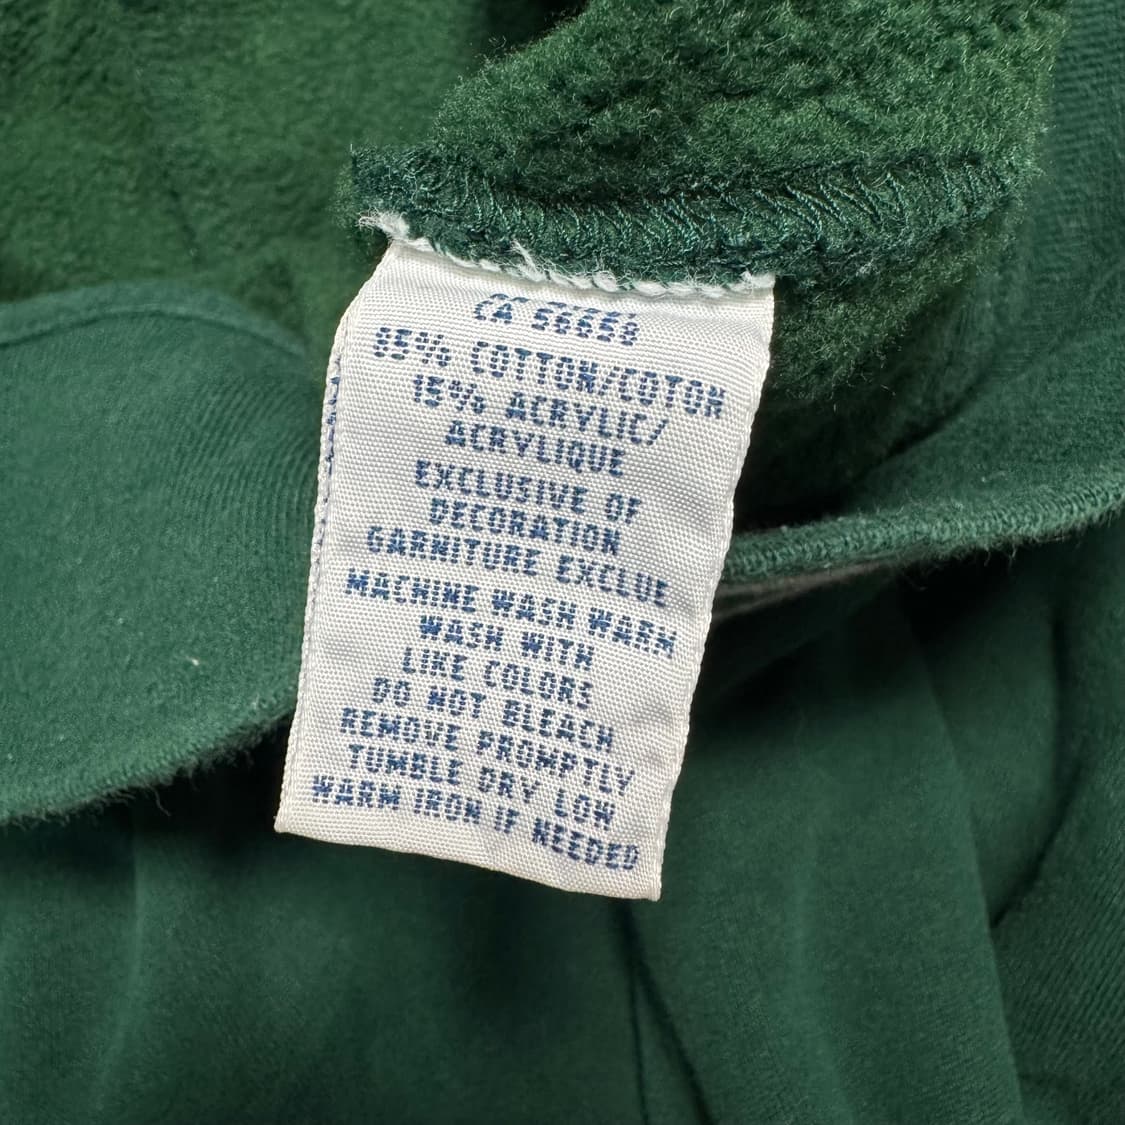 CA 56658
85% COTTON/COTON
15% ACRYLIC/
ACRYLIQUE
EXCLUSIVE OF
DECORATION
GARNITURE EXCLUE
MACHINE WASH WARM
WASH WITH
LIKE COLORS
DO NOT BLEACH
REMOVE PROMPTLY
TUMBLE DRY LOW
WARM IRON IF NEEDED